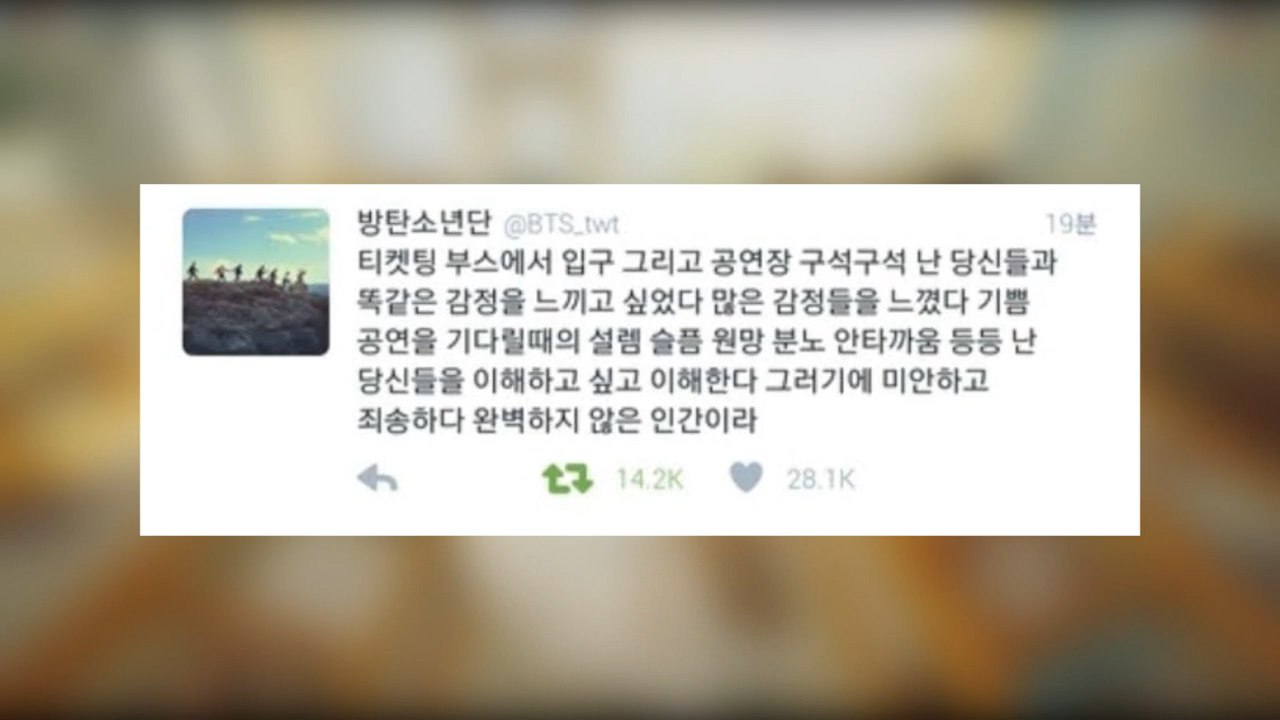 방탄소년단 @BTS_twt 19분
티켓팅 부스에서 입구 그리고 공연장 구석구석 난 당신들과
똑같은 감정을 느끼고 싶었다 많은 감정들을 느꼈다 기쁨
공연을 기다릴때의 설렘 슬픔 원망 분노 안타까움 등등 난
당신들을 이해하고 싶고 이해한다 그러기에 미안하고
죄송하다 완벽하지 않은 인간이라
14.2K 28.1K